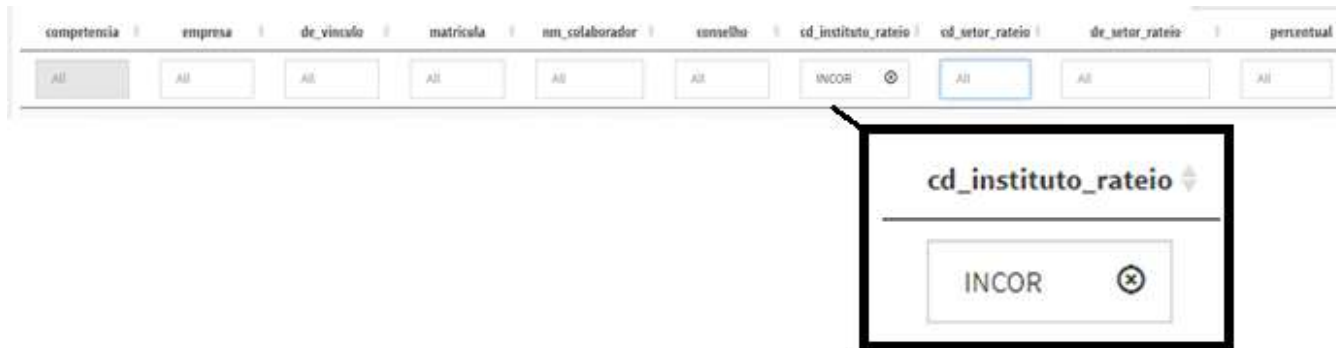 competencia empresa de_vinculo matricula nm_colaborador conselho cd_instituto_rateio cd_setor_rateio de_setor_rateio percentual
All All All All All All INCOR All All All
cd_instituto_rateio
INCOR